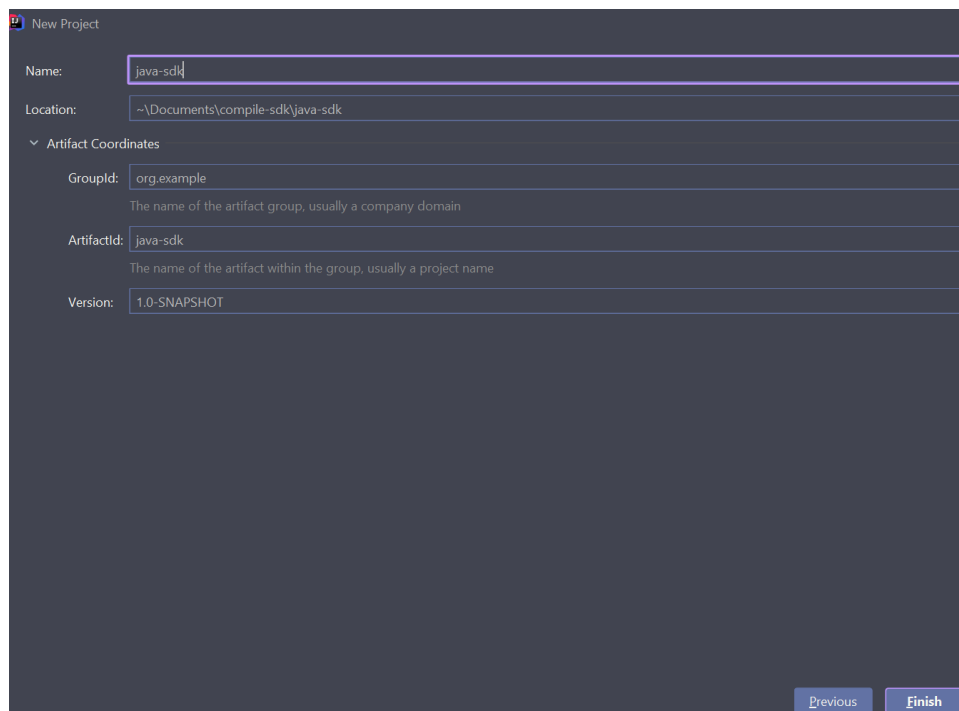 New Project
Name: java-sdk
Location: ~\Documents\compile-sdk\java-sdk
Artifact Coordinates
GroupId: org.example
The name of the artifact group, usually a company domain
ArtifactId: java-sdk
The name of the artifact within the group, usually a project name
Version: 1.0-SNAPSHOT
Previous Finish